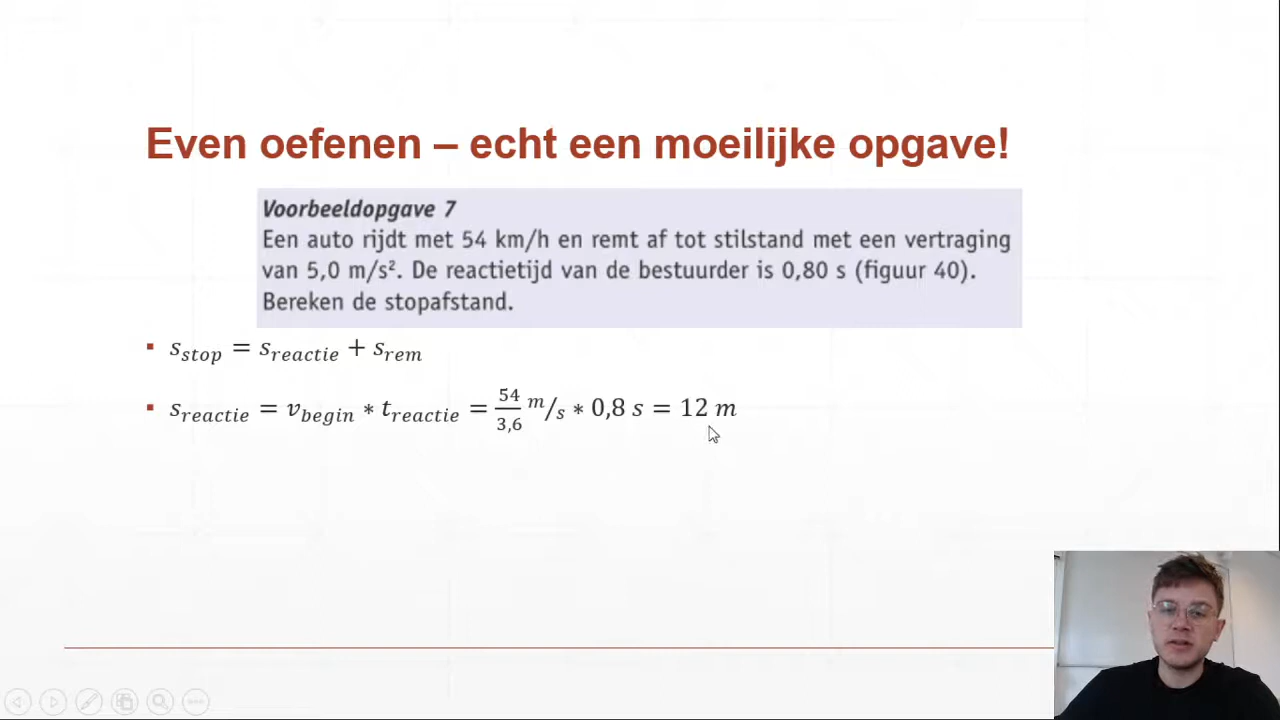 Even oefenen – echt een moeilijke opgave!
Voorbeeldopgave 7
Een auto rijdt met 54 km/h en remt af tot stilstand met een vertraging
van 5,0 m/s². De reactietijd van de bestuurder is 0,80 s (figuur 40).
Bereken de stopafstand.
▪ s_stop = s_reactie + s_rem
▪ s_reactie = v_begin * t_reactie = 54/3,6 m/s * 0,8 s = 12 m